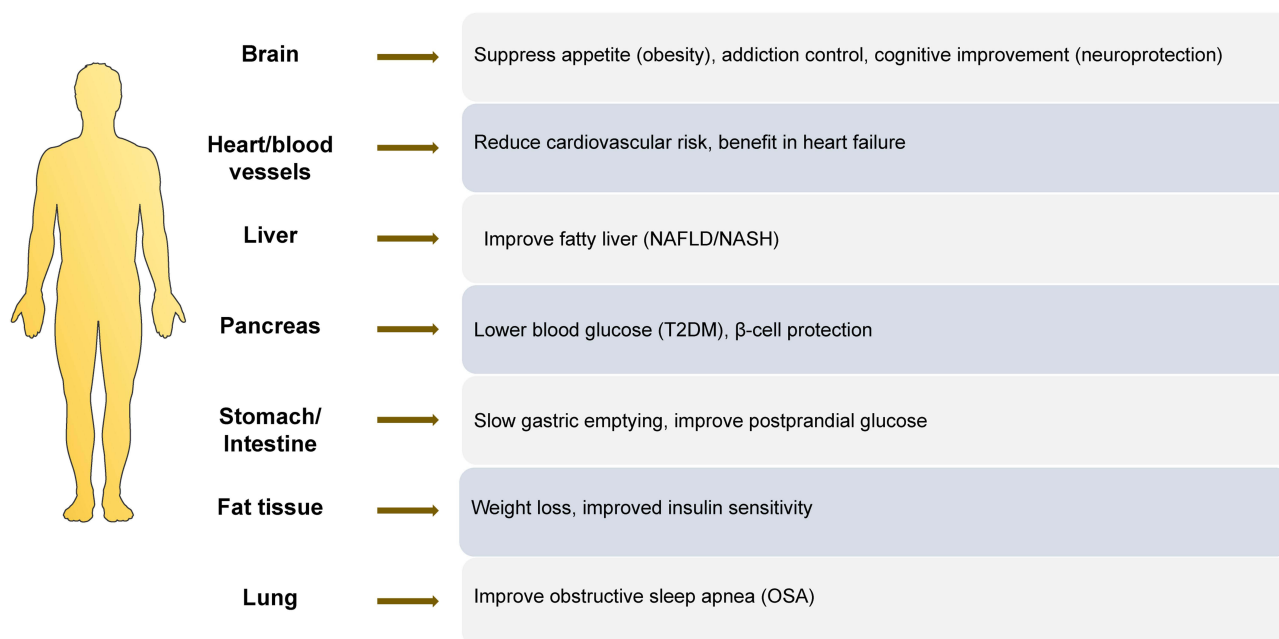 Brain
Suppress appetite (obesity), addiction control, cognitive improvement (neuroprotection)
Heart/blood
vessels
Reduce cardiovascular risk, benefit in heart failure
Liver
Improve fatty liver (NAFLD/NASH)
Pancreas
Lower blood glucose (T2DM), β-cell protection
Stomach/
Intestine
Slow gastric emptying, improve postprandial glucose
Fat tissue
Weight loss, improved insulin sensitivity
Lung
Improve obstructive sleep apnea (OSA)